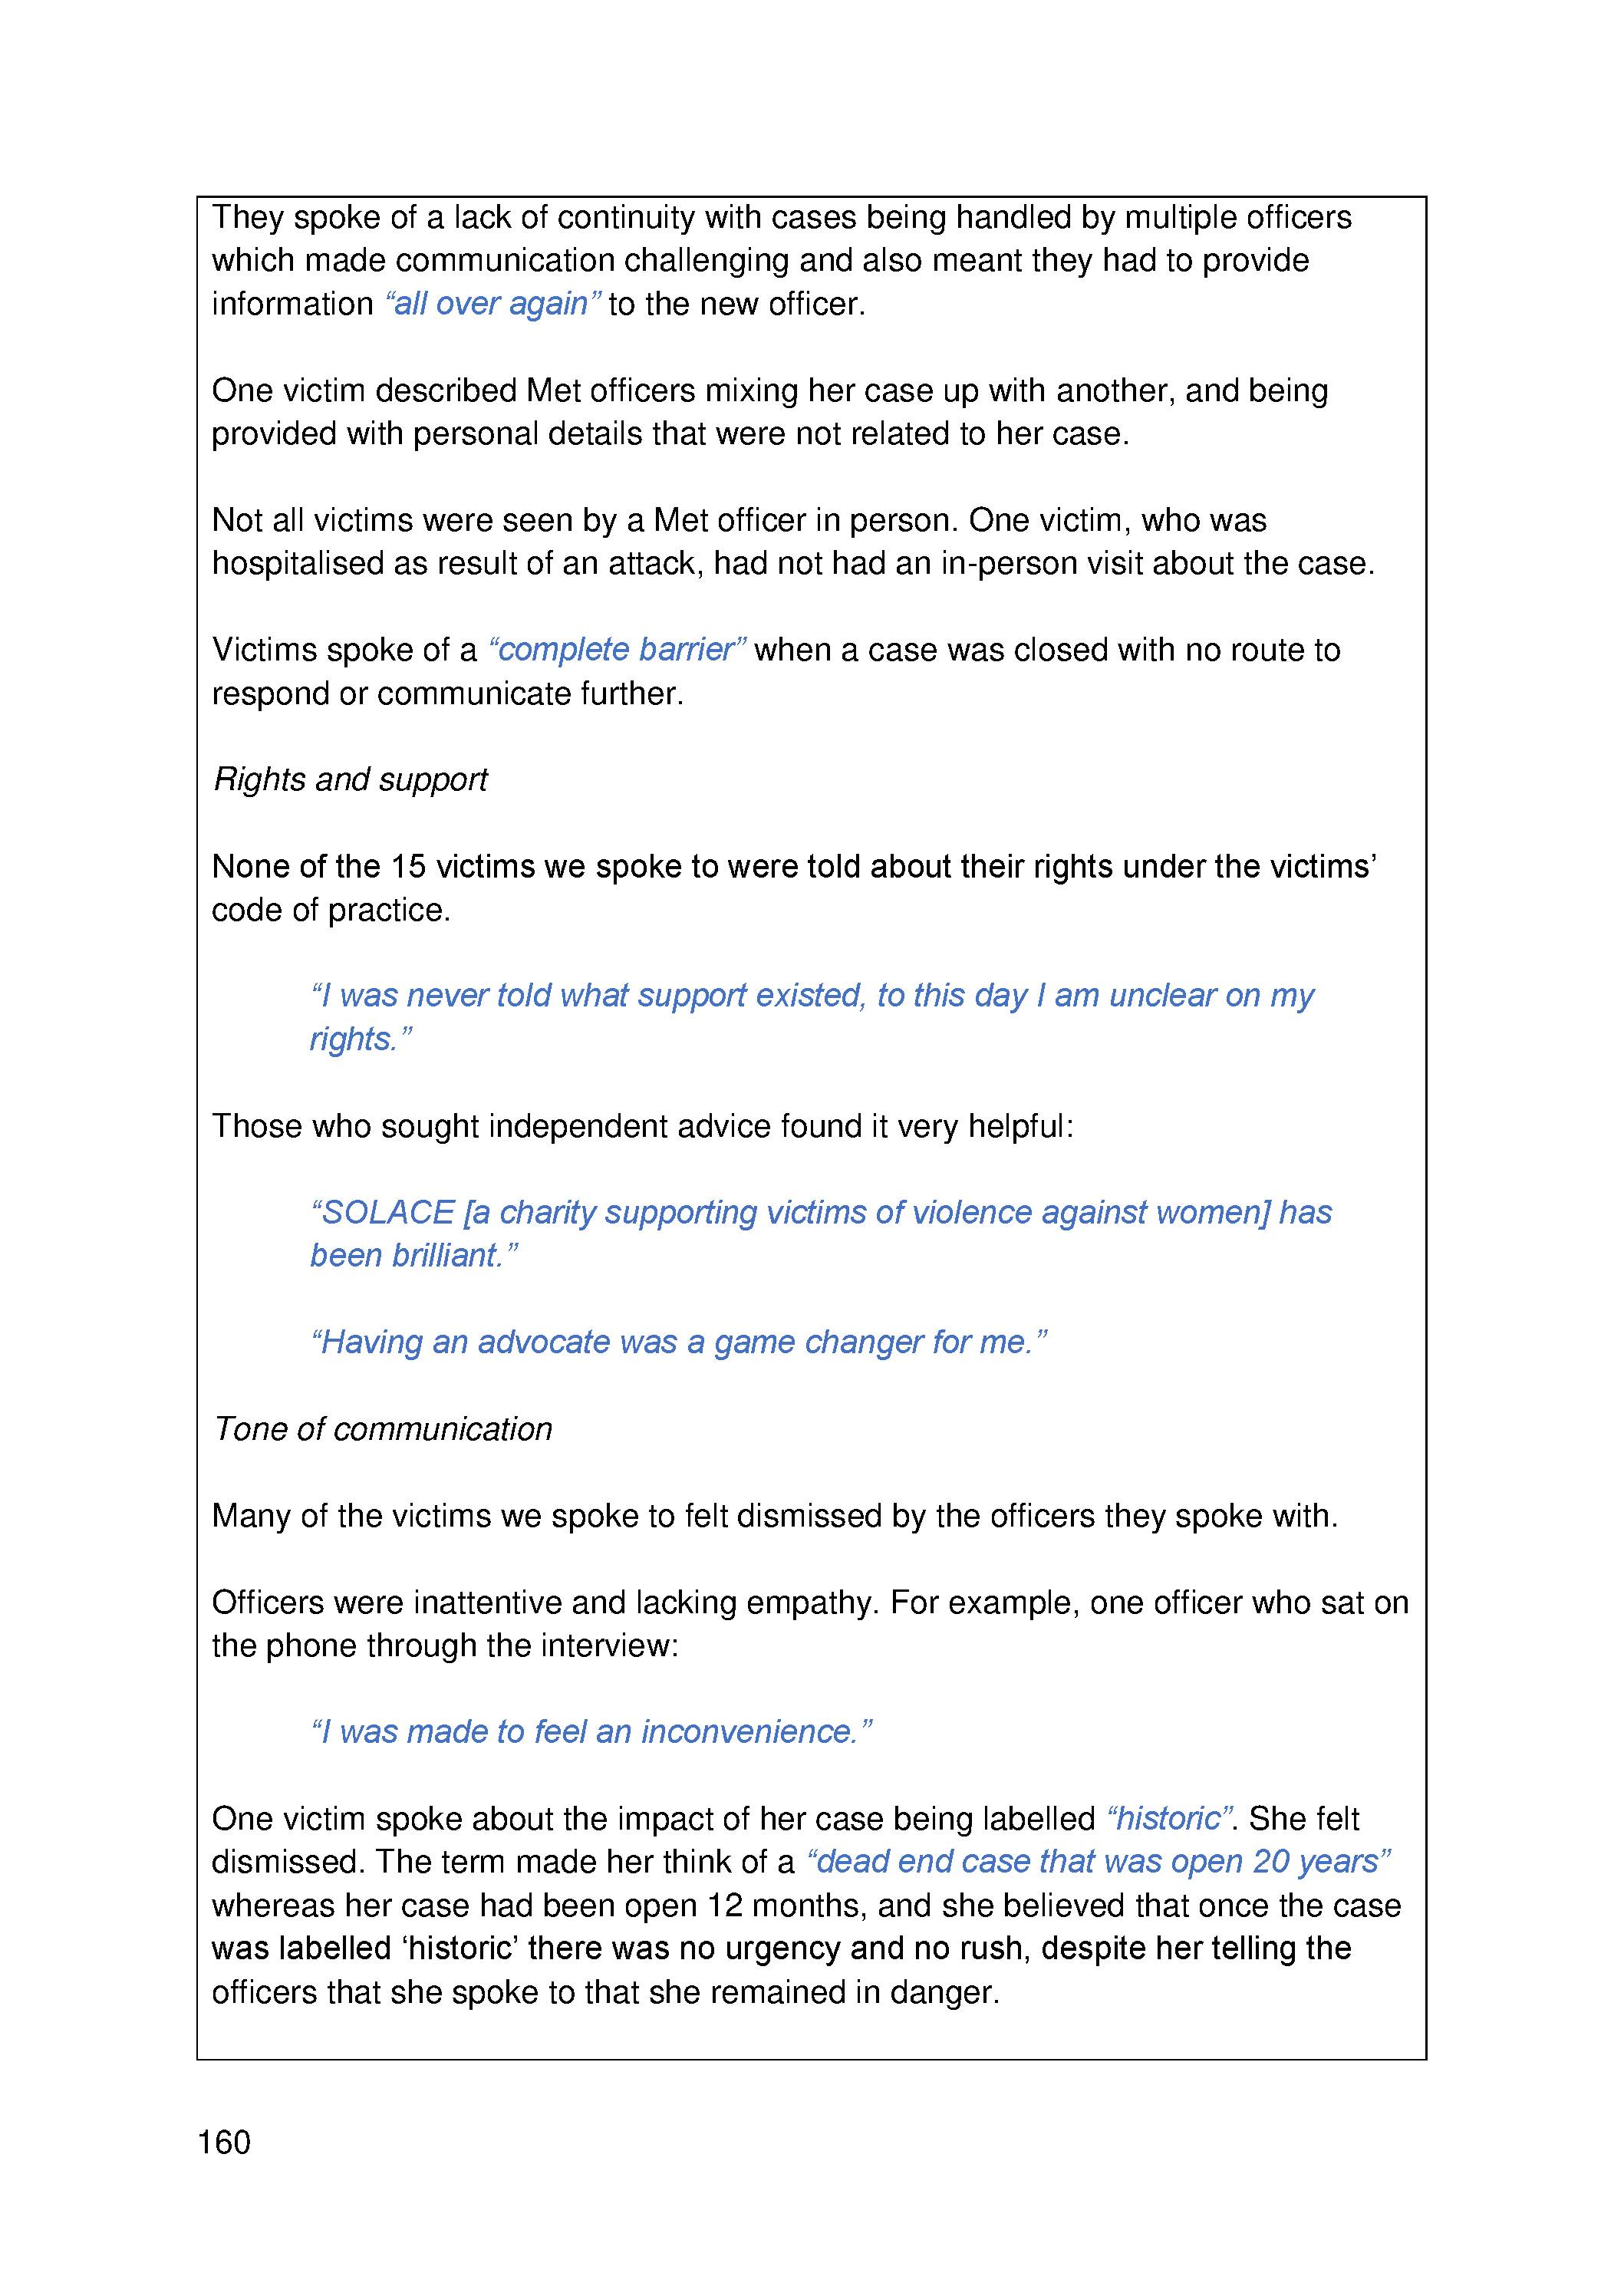 They spoke of a lack of continuity with cases being handled by multiple officers
which made communication challenging and also meant they had to provide
information “all over again” to the new officer.
One victim described Met officers mixing her case up with another, and being
provided with personal details that were not related to her case.
Not all victims were seen by a Met officer in person. One victim, who was
hospitalised as result of an attack, had not had an in-person visit about the case.
Victims spoke of a “complete barrier” when a case was closed with no route to
respond or communicate further.
Rights and support
None of the 15 victims we spoke to were told about their rights under the victims’
code of practice.
“I was never told what support existed, to this day I am unclear on my
rights.”
Those who sought independent advice found it very helpful:
“SOLACE [a charity supporting victims of violence against women] has
been brilliant.”
“Having an advocate was a game changer for me.”
Tone of communication
Many of the victims we spoke to felt dismissed by the officers they spoke with.
Officers were inattentive and lacking empathy. For example, one officer who sat on
the phone through the interview:
“I was made to feel an inconvenience.”
One victim spoke about the impact of her case being labelled “historic”. She felt
dismissed. The term made her think of a “dead end case that was open 20 years”
whereas her case had been open 12 months, and she believed that once the case
was labelled ‘historic’ there was no urgency and no rush, despite her telling the
officers that she spoke to that she remained in danger.
160